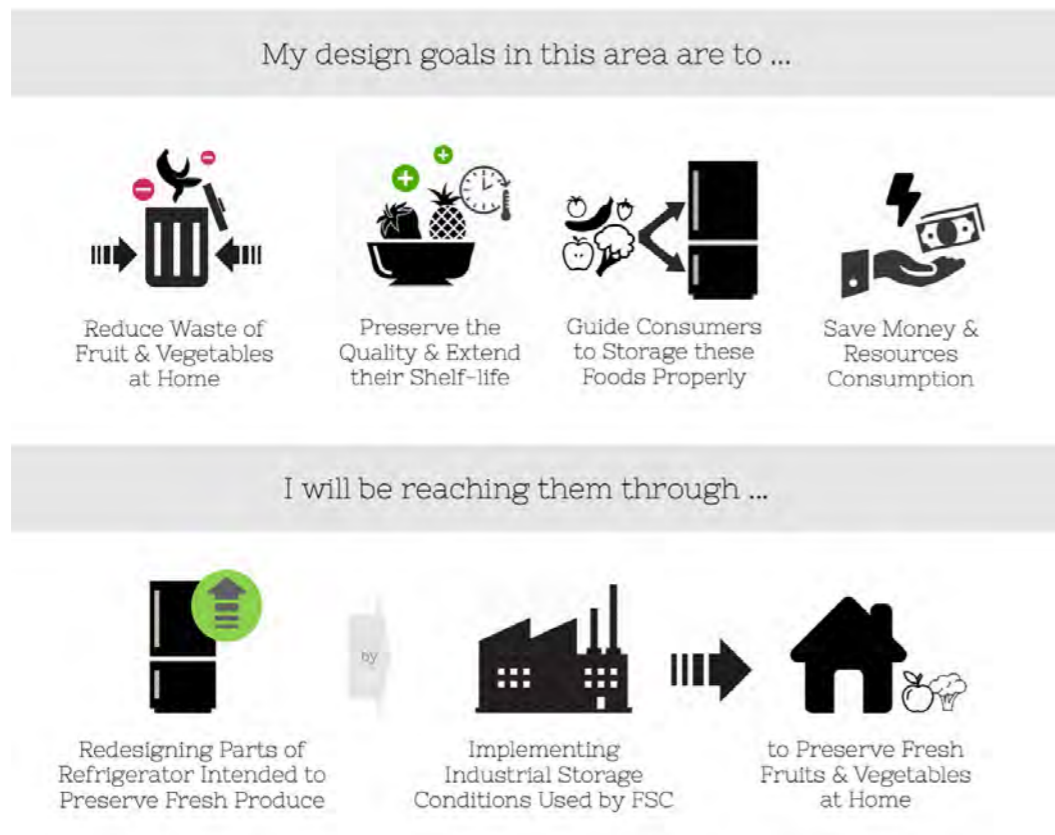 My design goals in this area are to ...
Reduce Waste of
Fruit & Vegetables
at Home
Preserve the
Quality & Extend
their Shelf-life
Guide Consumers
to Storage these
Foods Properly
Save Money &
Resources
Consumption
I will be reaching them through ...
Redesigning Parts of
Refrigerator Intended to
Preserve Fresh Produce
by
Implementing
Industrial Storage
Conditions Used by FSC
to Preserve Fresh
Fruits & Vegetables
at Home